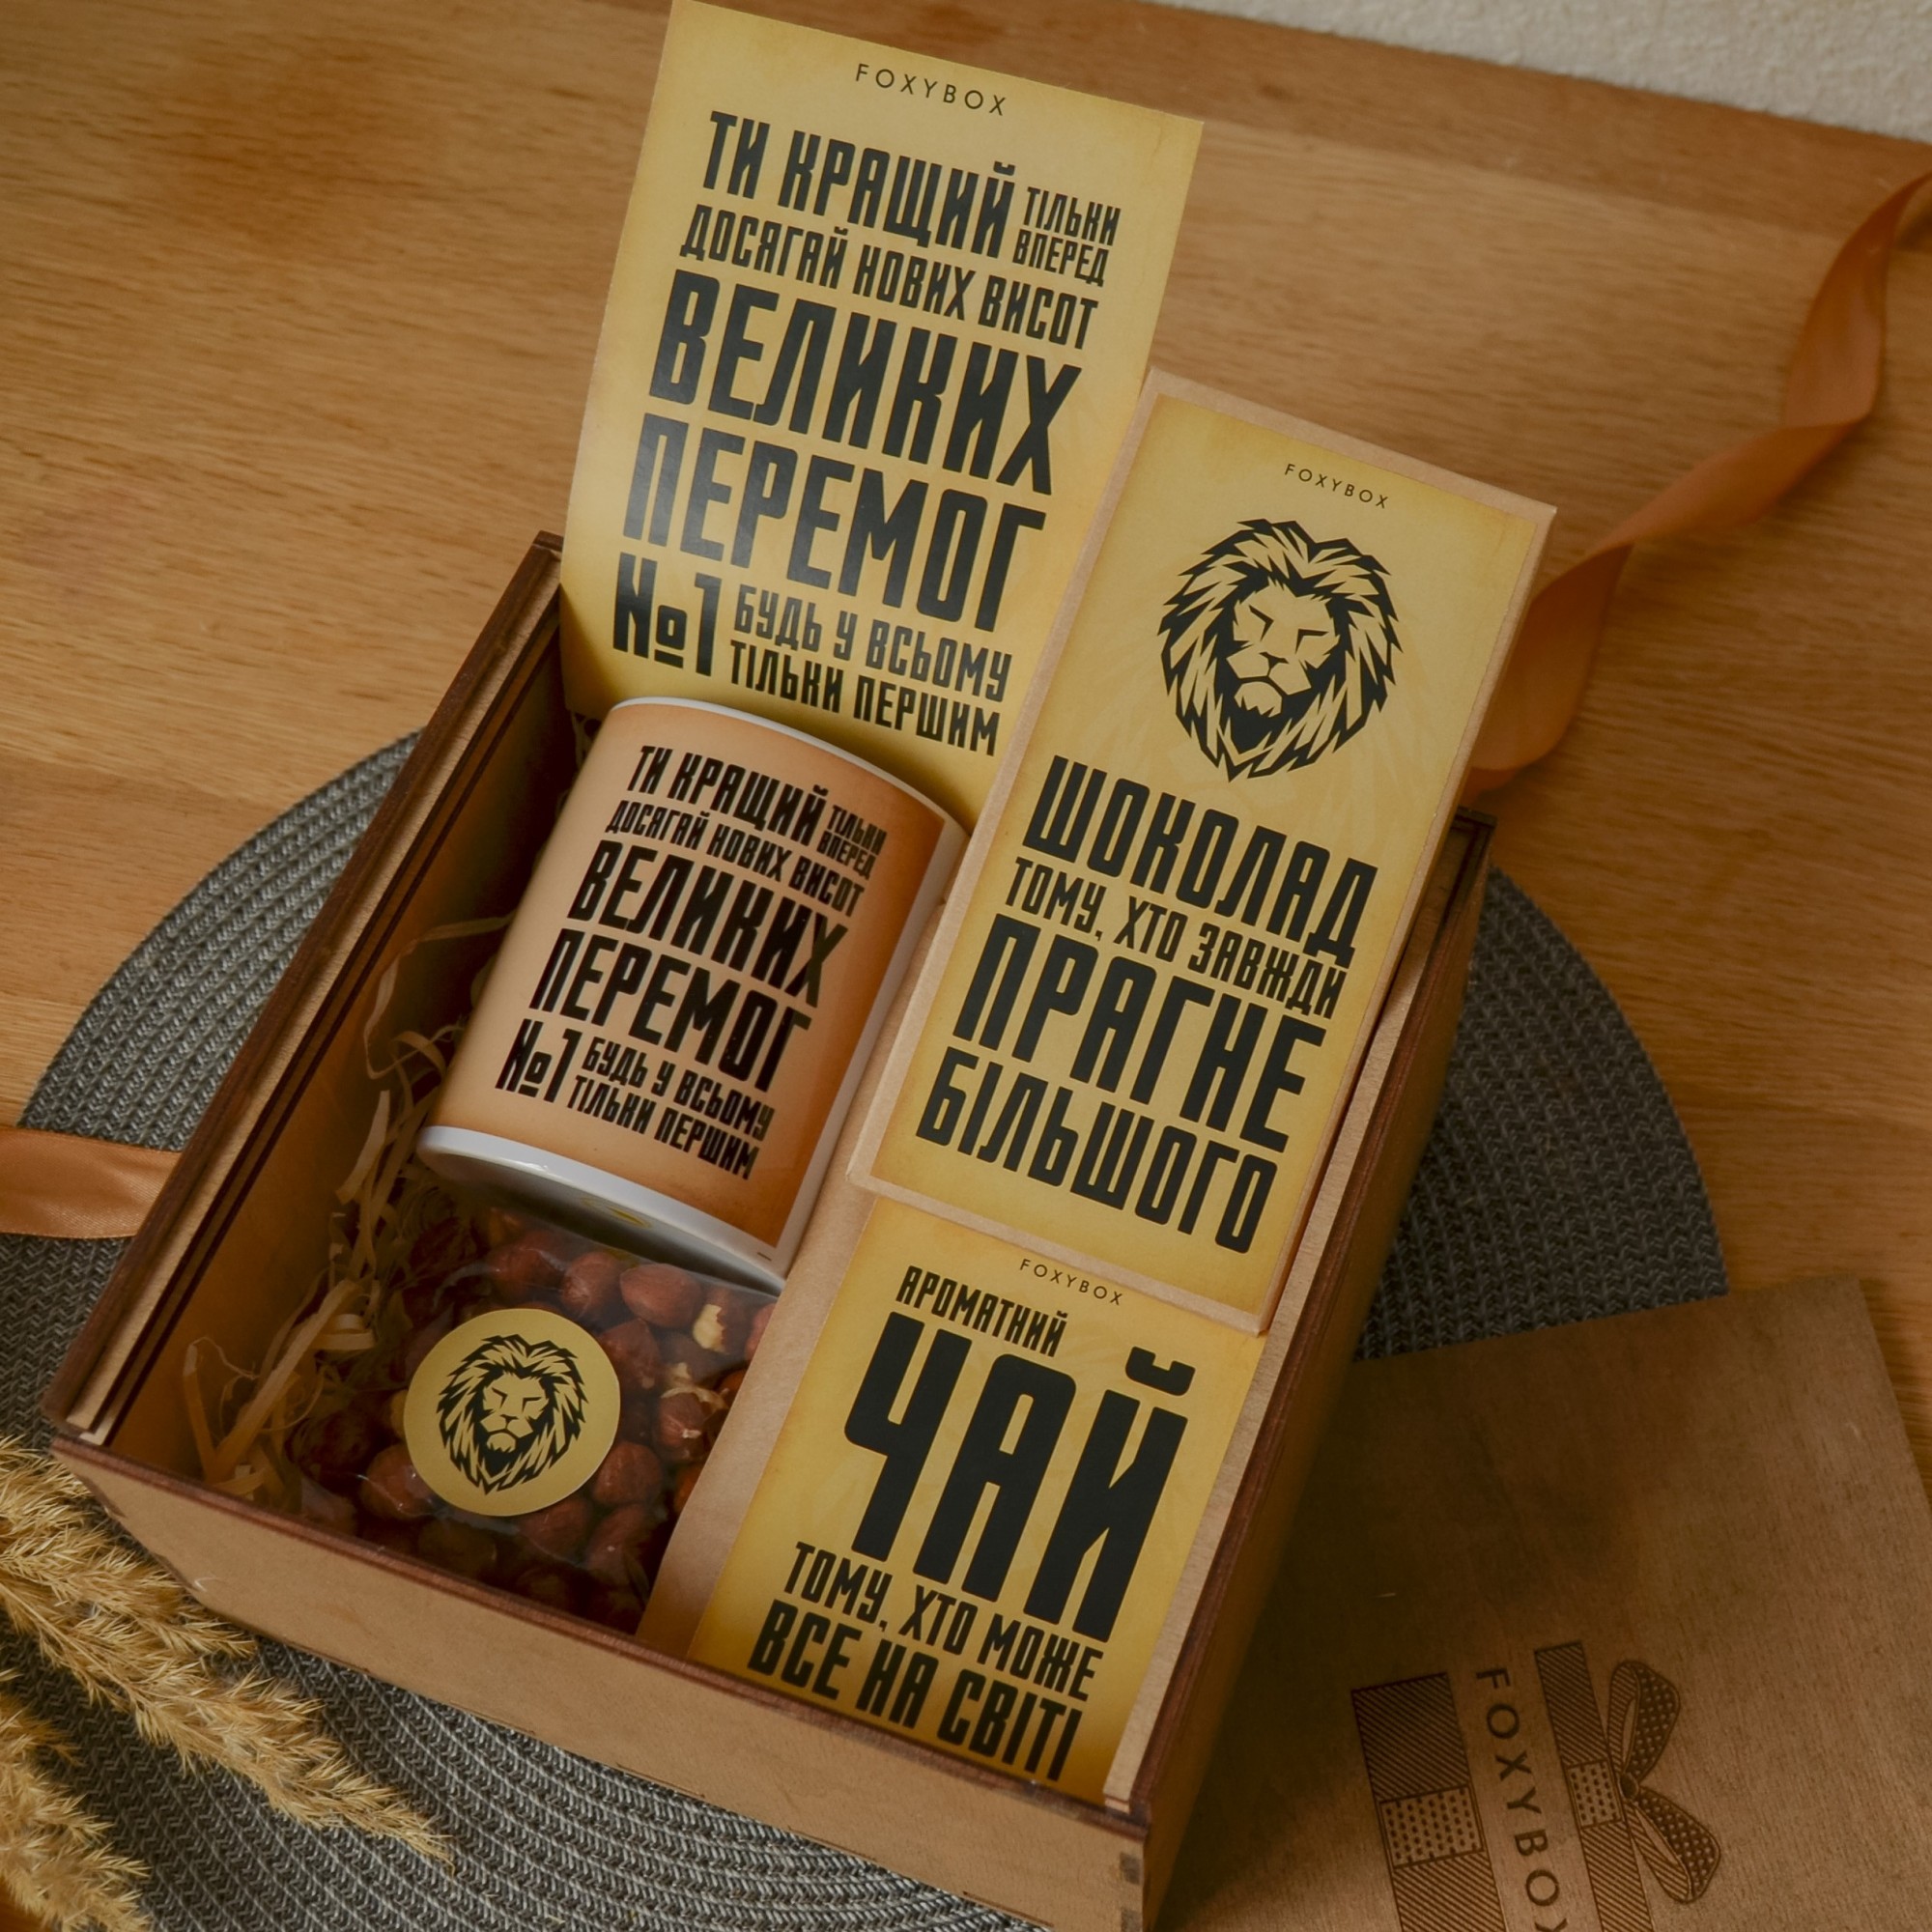 FOXYBOX
ТИ КРАЩИЙ ТІЛЬКИ ВПЕРЕД
ДОСЯГАЙ НОВИХ ВИСОТ
ВЕЛИКИХ
ПЕРЕМОГ
№1 БУДЬ У ВСЬОМУ
ТІЛЬКИ ПЕРШИМ
FOXYBOX
ШОКОЛАД
ТОМУ, ХТО ЗАВЖДИ
ПРАГНЕ
БІЛЬШОГО
ТИ КРАЩИЙ ТІЛЬКИ ВПЕРЕД
ДОСЯГАЙ НОВИХ ВИСОТ
ВЕЛИКИХ
ПЕРЕМОГ
№1 БУДЬ У ВСЬОМУ
ТІЛЬКИ ПЕРШИМ
FOXYBOX
АРОМАТНИЙ
ЧАЙ
ТОМУ, ХТО МОЖЕ
ВСЕ НА СВІТІ
FOXYBOX